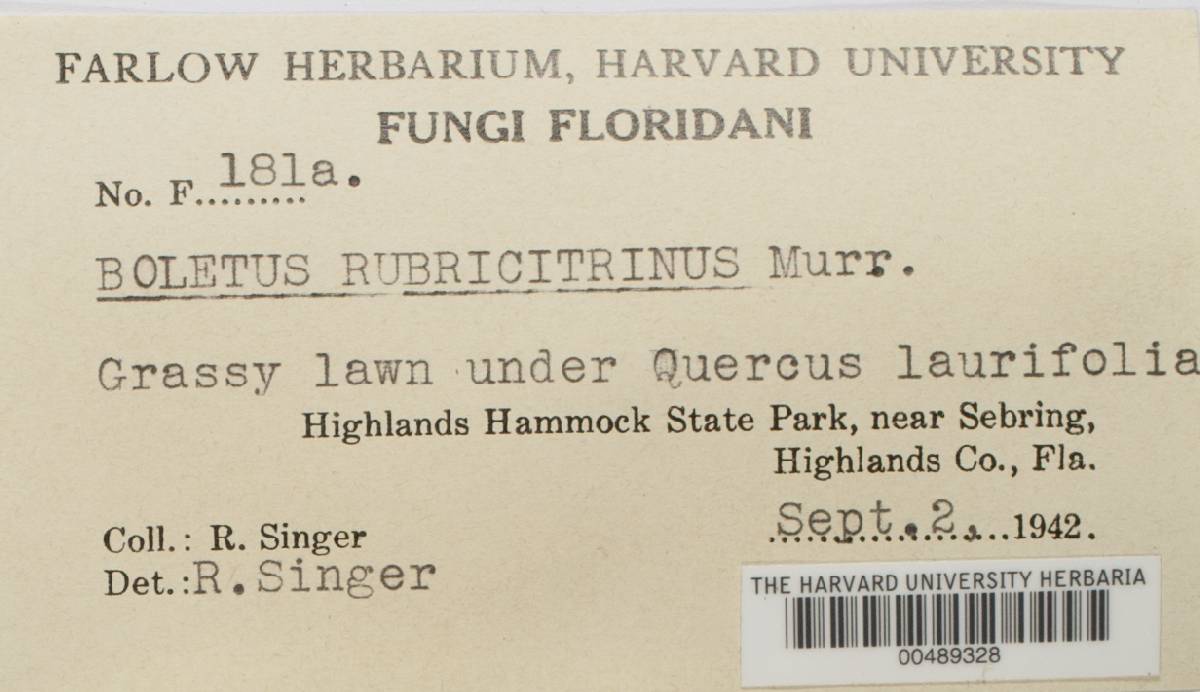 FARLOW HERBARIUM, HARVARD UNIVERSITY
FUNGI FLORIDANI
No. F......... 181a.
BOLETUS RUBRICITRINUS Murr.
Grassy lawn under Quercus laurifolia
Highlands Hammock State Park, near Sebring,
Highlands Co., Fla.
Sept. 2, 1942.
Coll.: R. Singer
Det.: R. Singer
THE HARVARD UNIVERSITY HERBARIA
00489328